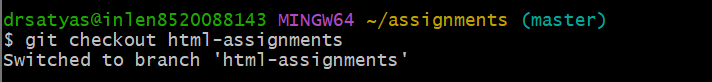 drsatyas@inlen8520088143 MINGW64 ~/assignments (master)
$ git checkout html-assignments
Switched to branch 'html-assignments'